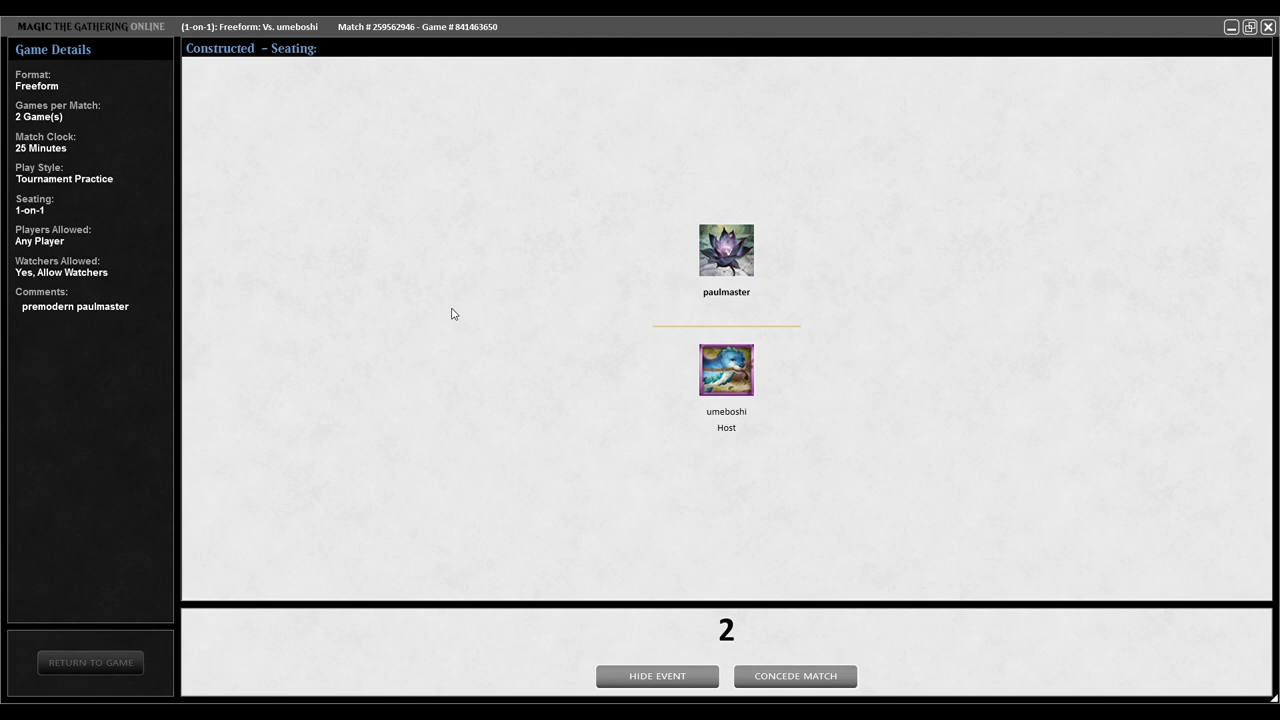 MAGIC THE GATHERING ONLINE
(1-on-1): Freeform: Vs. umeboshi Match # 259562946 - Game # 841463650
Game Details
Format:
Freeform
Games per Match:
2 Game(s)
Match Clock:
25 Minutes
Play Style:
Tournament Practice
Seating:
1-on-1
Players Allowed:
Any Player
Watchers Allowed:
Yes, Allow Watchers
Comments:
premodern paulmaster
RETURN TO GAME
Constructed – Seating:
paulmaster
umeboshi
Host
2
HIDE EVENT
CONCEDE MATCH